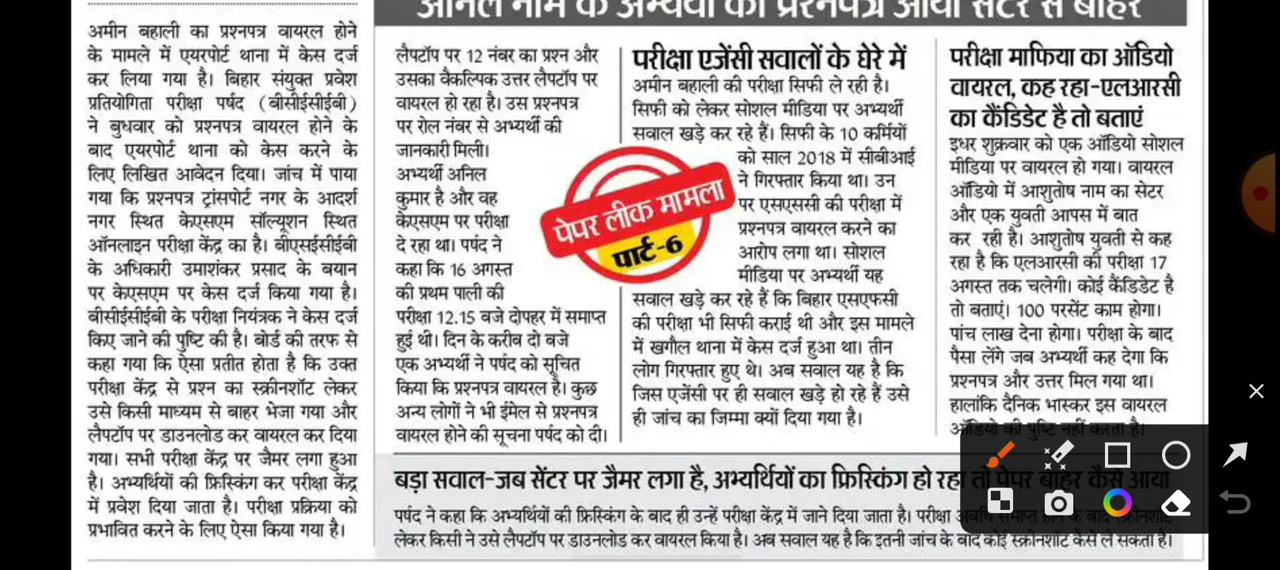 अनिल नाम के अभ्यर्थी का प्रश्नपत्र आया सेंटर से बाहर
अमीन बहाली का प्रश्नपत्र वायरल होने
के मामले में एयरपोर्ट थाना में केस दर्ज
कर लिया गया है। बिहार संयुक्त प्रवेश
प्रतियोगिता परीक्षा पर्षद (बीसीईसीईबी)
ने बुधवार को प्रश्नपत्र वायरल होने के
बाद एयरपोर्ट थाना को केस करने के
लिए लिखित आवेदन दिया। जांच में पाया
गया कि प्रश्नपत्र ट्रांसपोर्ट नगर के आदर्श
नगर स्थित केएसएम सॉल्यूशन स्थित
ऑनलाइन परीक्षा केंद्र का है। बीएसईसीईबी
के अधिकारी उमाशंकर प्रसाद के बयान
पर केएसएम पर केस दर्ज किया गया है।
बीसीईसीईबी के परीक्षा नियंत्रक ने केस दर्ज
किए जाने की पुष्टि की है। बोर्ड की तरफ से
कहा गया कि ऐसा प्रतीत होता है कि उक्त
परीक्षा केंद्र से प्रश्न का स्क्रीनशॉट लेकर
उसे किसी माध्यम से बाहर भेजा गया और
लैपटॉप पर डाउनलोड कर वायरल कर दिया
गया। सभी परीक्षा केंद्र पर जैमर लगा हुआ
है। अभ्यर्थियों की फ्रिस्किंग कर परीक्षा केंद्र
में प्रवेश दिया जाता है। परीक्षा प्रक्रिया को
प्रभावित करने के लिए ऐसा किया गया है।
लैपटॉप पर 12 नंबर का प्रश्न और
उसका वैकल्पिक उत्तर लैपटॉप पर
वायरल हो रहा है। उस प्रश्नपत्र
पर रोल नंबर से अभ्यर्थी की
जानकारी मिली।
अभ्यर्थी अनिल
कुमार है और वह
केएसएम पर परीक्षा
दे रहा था। पर्षद ने
कहा कि 16 अगस्त
की प्रथम पाली की
परीक्षा 12.15 बजे दोपहर में समाप्त
हुई थी। दिन के करीब दो बजे
एक अभ्यर्थी ने पर्षद को सूचित
किया कि प्रश्नपत्र वायरल है। कुछ
अन्य लोगों ने भी ईमेल से प्रश्नपत्र
वायरल होने की सूचना पर्षद को दी।
पेपर लीक मामला
पार्ट-6
परीक्षा एजेंसी सवालों के घेरे में
अमीन बहाली की परीक्षा सिफी ले रही है।
सिफी को लेकर सोशल मीडिया पर अभ्यर्थी
सवाल खड़े कर रहे हैं। सिफी के 10 कर्मियों
को साल 2018 में सीबीआई
ने गिरफ्तार किया था। उन
पर एसएससी की परीक्षा में
प्रश्नपत्र वायरल करने का
आरोप लगा था। सोशल
मीडिया पर अभ्यर्थी यह
सवाल खड़े कर रहे हैं कि बिहार एसएफसी
की परीक्षा भी सिफी कराई थी और इस मामले
में खगौल थाना में केस दर्ज हुआ था। तीन
लोग गिरफ्तार हुए थे। अब सवाल यह है कि
जिस एजेंसी पर ही सवाल खड़े हो रहे हैं उसे
ही जांच का जिम्मा क्यों दिया गया है।
परीक्षा माफिया का ऑडियो
वायरल, कह रहा-एलआरसी
का कैंडिडेट है तो बताएं
इधर शुक्रवार को एक ऑडियो सोशल
मीडिया पर वायरल हो गया। वायरल
ऑडियो में आशुतोष नाम का सेटर
और एक युवती आपस में बात
कर रही है। आशुतोष युवती से कह
रहा है कि एलआरसी की परीक्षा 17
अगस्त तक चलेगी। कोई कैंडिडेट है
तो बताएं। 100 परसेंट काम होगा।
पांच लाख देना होगा। परीक्षा के बाद
पैसा लेंगे जब अभ्यर्थी कह देगा कि
प्रश्नपत्र और उत्तर मिल गया था।
हालांकि दैनिक भास्कर इस वायरल
ऑडियो की पुष्टि नहीं करता है।
बड़ा सवाल-जब सेंटर पर जैमर लगा है, अभ्यर्थियों का फ्रिस्किंग हो रहा तो पेपर बाहर कैसे आया
पर्षद ने कहा कि अभ्यर्थियों की फ्रिस्किंग के बाद ही उन्हें परीक्षा केंद्र में जाने दिया जाता है। परीक्षा अवधि समाप्त होने के बाद स्क्रीनशॉट
लेकर किसी ने उसे लैपटॉप पर डाउनलोड कर वायरल किया है। अब सवाल यह है कि इतनी जांच के बाद कोई स्क्रीनशॉट कैसे ले सकता है।